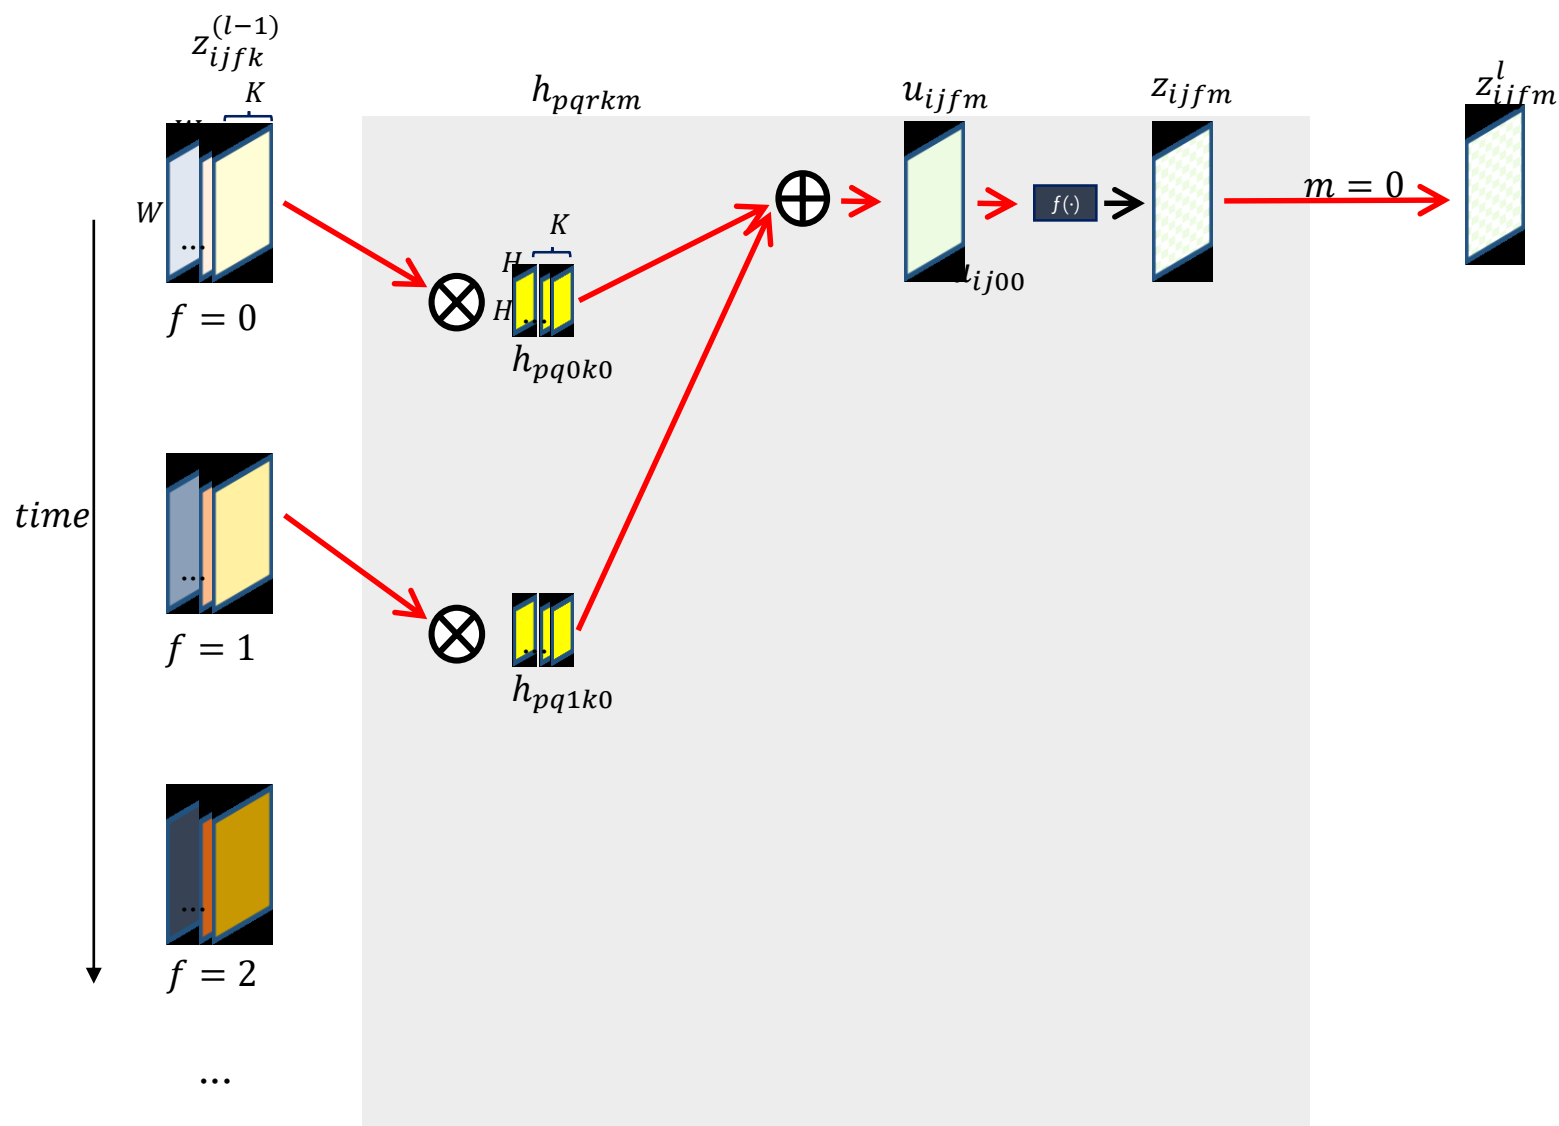 z_{ijfk}^{(l-1)}
K
h_{pqrkm}
u_{ijfm}
z_{ijfm}
z_{ijfm}^{l}
W
f(·)
m = 0
...
K
H
u_{ij00}
f = 0
H
...
h_{pq0k0}
time
...
f = 1
...
h_{pq1k0}
...
f = 2
...